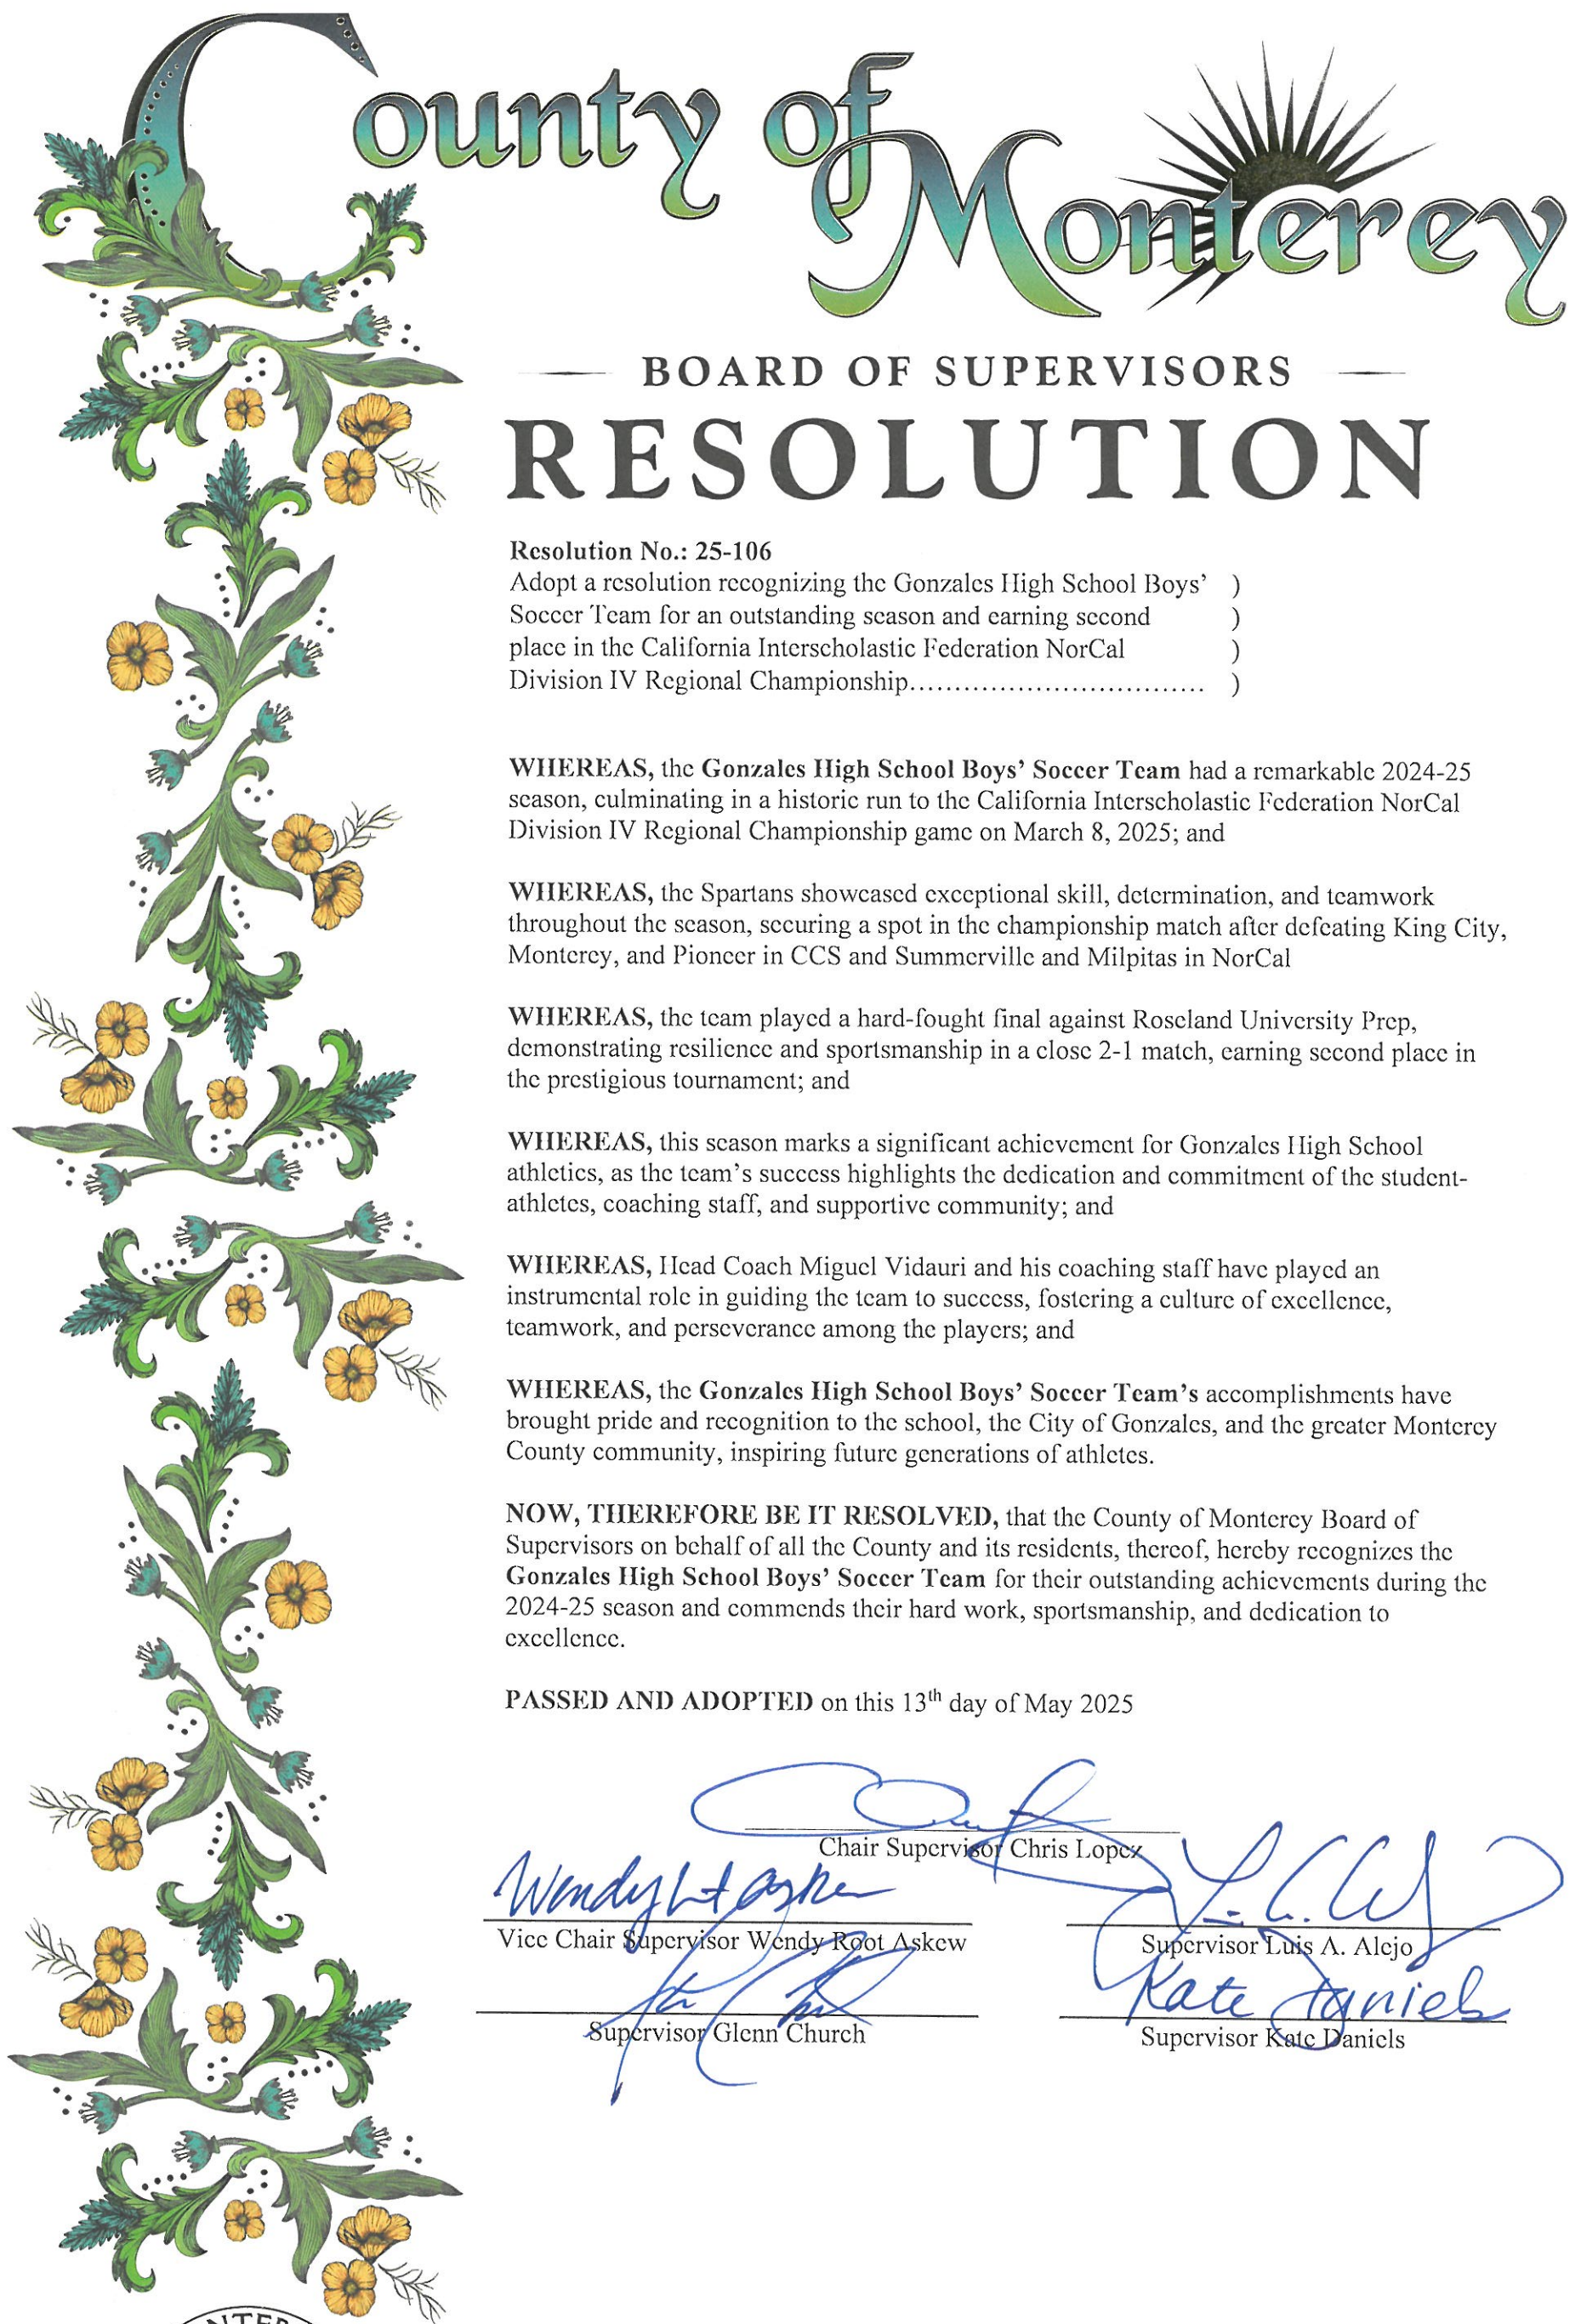 County of Monterey
BOARD OF SUPERVISORS
RESOLUTION
Resolution No.: 25-106
Adopt a resolution recognizing the Gonzales High School Boys' )
Soccer Team for an outstanding season and earning second )
place in the California Interscholastic Federation NorCal )
Division IV Regional Championship................................. )
WHEREAS, the Gonzales High School Boys' Soccer Team had a remarkable 2024-25
season, culminating in a historic run to the California Interscholastic Federation NorCal
Division IV Regional Championship game on March 8, 2025; and
WHEREAS, the Spartans showcased exceptional skill, determination, and teamwork
throughout the season, securing a spot in the championship match after defeating King City,
Monterey, and Pioneer in CCS and Summerville and Milpitas in NorCal
WHEREAS, the team played a hard-fought final against Roseland University Prep,
demonstrating resilience and sportsmanship in a close 2-1 match, earning second place in
the prestigious tournament; and
WHEREAS, this season marks a significant achievement for Gonzales High School
athletics, as the team's success highlights the dedication and commitment of the student-
athletes, coaching staff, and supportive community; and
WHEREAS, Head Coach Miguel Vidauri and his coaching staff have played an
instrumental role in guiding the team to success, fostering a culture of excellence,
teamwork, and perseverance among the players; and
WHEREAS, the Gonzales High School Boys' Soccer Team's accomplishments have
brought pride and recognition to the school, the City of Gonzales, and the greater Monterey
County community, inspiring future generations of athletes.
NOW, THEREFORE BE IT RESOLVED, that the County of Monterey Board of
Supervisors on behalf of all the County and its residents, thereof, hereby recognizes the
Gonzales High School Boys' Soccer Team for their outstanding achievements during the
2024-25 season and commends their hard work, sportsmanship, and dedication to
excellence.
PASSED AND ADOPTED on this 13th day of May 2025
Chair Supervisor Chris Lopez
Wendy Root Askew
Vice Chair Supervisor Wendy Root Askew
Supervisor Luis A. Alejo
Kate Daniels
Supervisor Glenn Church
Supervisor Kate Daniels